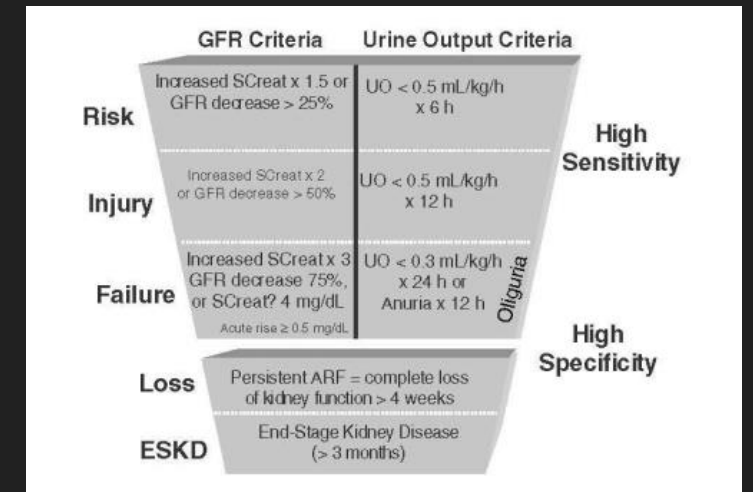 GFR Criteria
Urine Output Criteria
Risk
Increased SCreat x 1.5 or
GFR decrease > 25%
UO < 0.5 mL/kg/h
x 6 h
High
Sensitivity
Injury
Increased SCreat x 2
or GFR decrease > 50%
UO < 0.5 mL/kg/h
x 12 h
Failure
Increased SCreat x 3
GFR decrease 75%,
or SCreat? 4 mg/dL
Acute rise ≥ 0.5 mg/dL
UO < 0.3 mL/kg/h
x 24 h or
Anuria x 12 h
Oliguria
High
Specificity
Loss
Persistent ARF = complete loss
of kidney function > 4 weeks
ESKD
End-Stage Kidney Disease
(> 3 months)